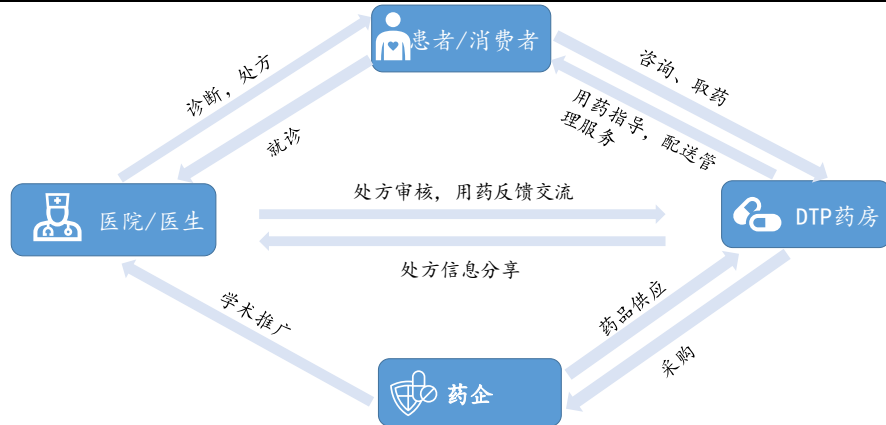 患者/消费者
诊断，处方
就诊
咨询、取药
用药指导，配送管
理服务
医院/医生
处方审核，用药反馈交流
处方信息分享
DTP药房
学术推广
药品供应
采购
药企